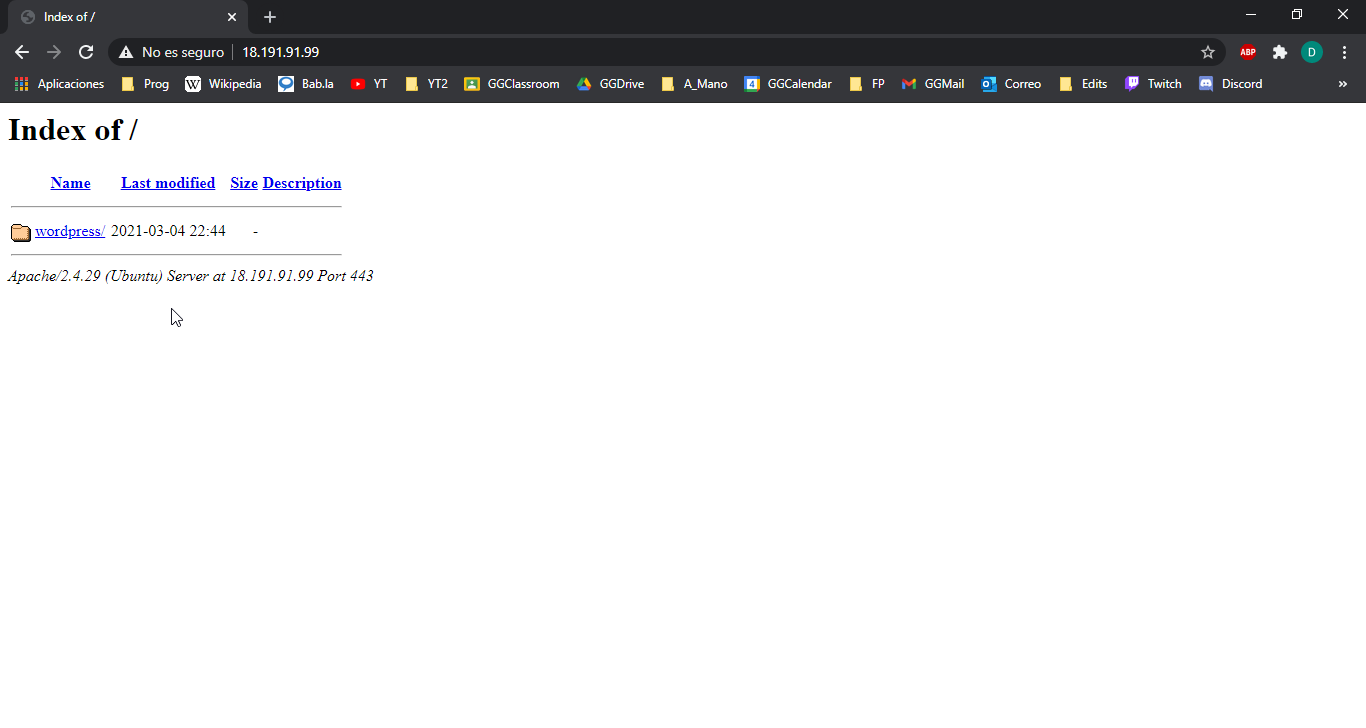 Index of /
No es seguro 18.191.91.99 ABP D
Aplicaciones Prog W Wikipedia Bab.la YT YT2 GGClassroom GGDrive A_Mano 4 GGCalendar FP GGMail Correo Edits Twitch Discord »
Index of /
Name Last modified Size Description
wordpress/ 2021-03-04 22:44 -
Apache/2.4.29 (Ubuntu) Server at 18.191.91.99 Port 443